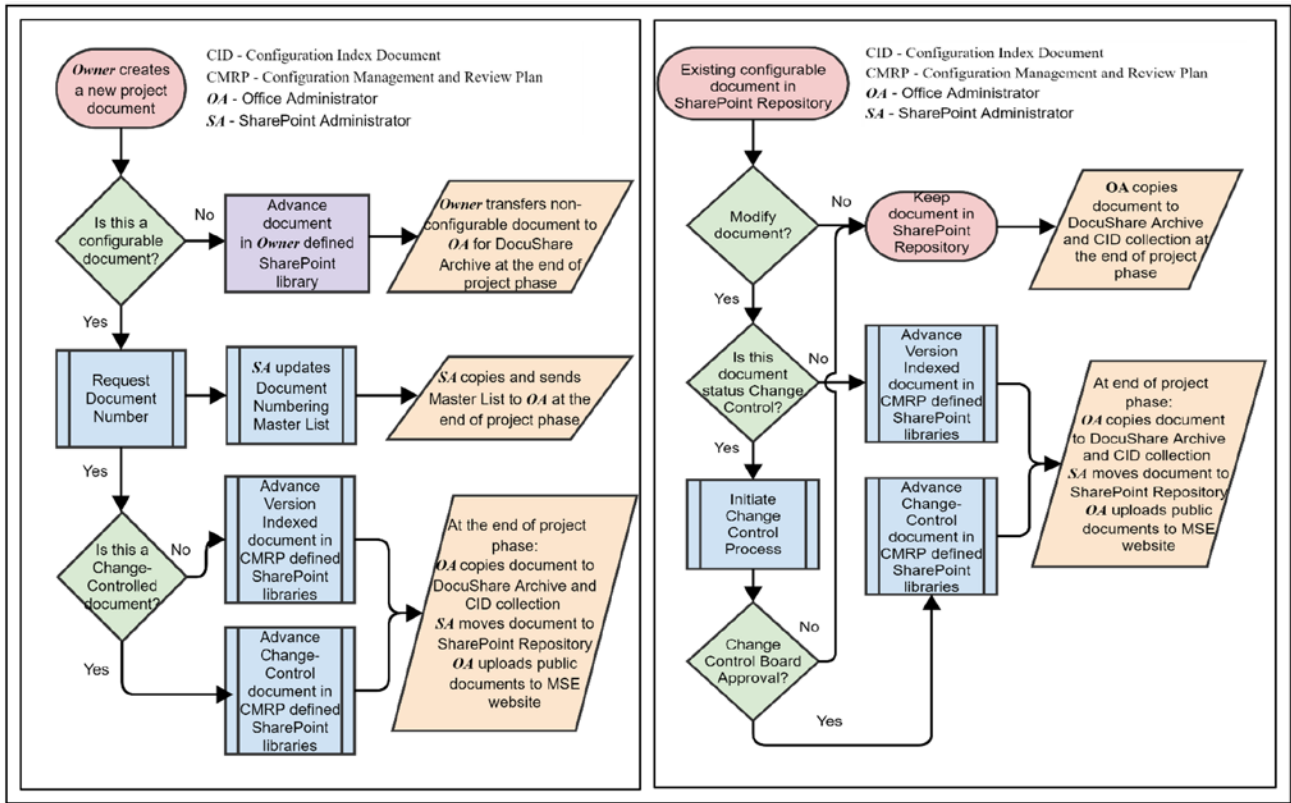 Owner creates
a new project
document
CID - Configuration Index Document
CMRP - Configuration Management and Review Plan
OA - Office Administrator
SA - SharePoint Administrator
Is this a
configurable
document?
No
Advance
document
in Owner defined
SharePoint
library
Owner transfers non-
configurable document to
OA for DocuShare
Archive at the end of
project phase
Yes
Request
Document
Number
SA updates
Document
Numbering
Master List
SA copies and sends
Master List to OA at the
end of project phase
Yes
Is this a
Change-
Controlled
document?
No
Advance
Version
Indexed
document in
CMRP defined
SharePoint
libraries
Yes
Advance
Change-
Control
document in
CMRP defined
SharePoint
libraries
At the end of project
phase:
OA copies document to
DocuShare Archive and
CID collection
SA moves document to
SharePoint Repository
OA uploads public
documents to MSE
website
Existing configurable
document in
SharePoint Repository
CID - Configuration Index Document
CMRP - Configuration Management and Review Plan
OA - Office Administrator
SA - SharePoint Administrator
Modify
document?
No
Keep
document in
SharePoint
Repository
OA copies
document to
DocuShare Archive
and CID collection at
the end of project
phase
Yes
Is this
document
status Change
Control?
No
Advance
Version
Indexed
document in
CMRP defined
SharePoint
libraries
Yes
Initiate
Change
Control
Process
Advance
Change-
Control
document in
CMRP defined
SharePoint
libraries
At end of project
phase:
OA copies document
to DocuShare Archive
and CID collection
SA moves document to
SharePoint Repository
OA uploads public
documents to MSE
website
Change
Control Board
Approval?
No
Yes